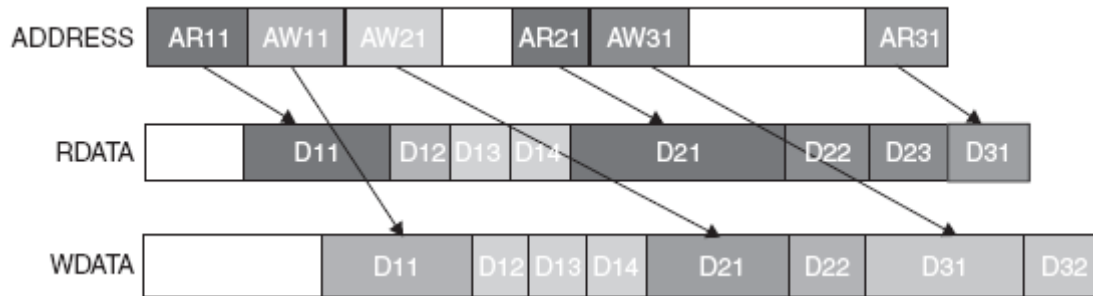 ADDRESS AR11 AW11 AW21 AR21 AW31 AR31
RDATA D11 D12 D13 D14 D21 D22 D23 D31
WDATA D11 D12 D13 D14 D21 D22 D31 D32